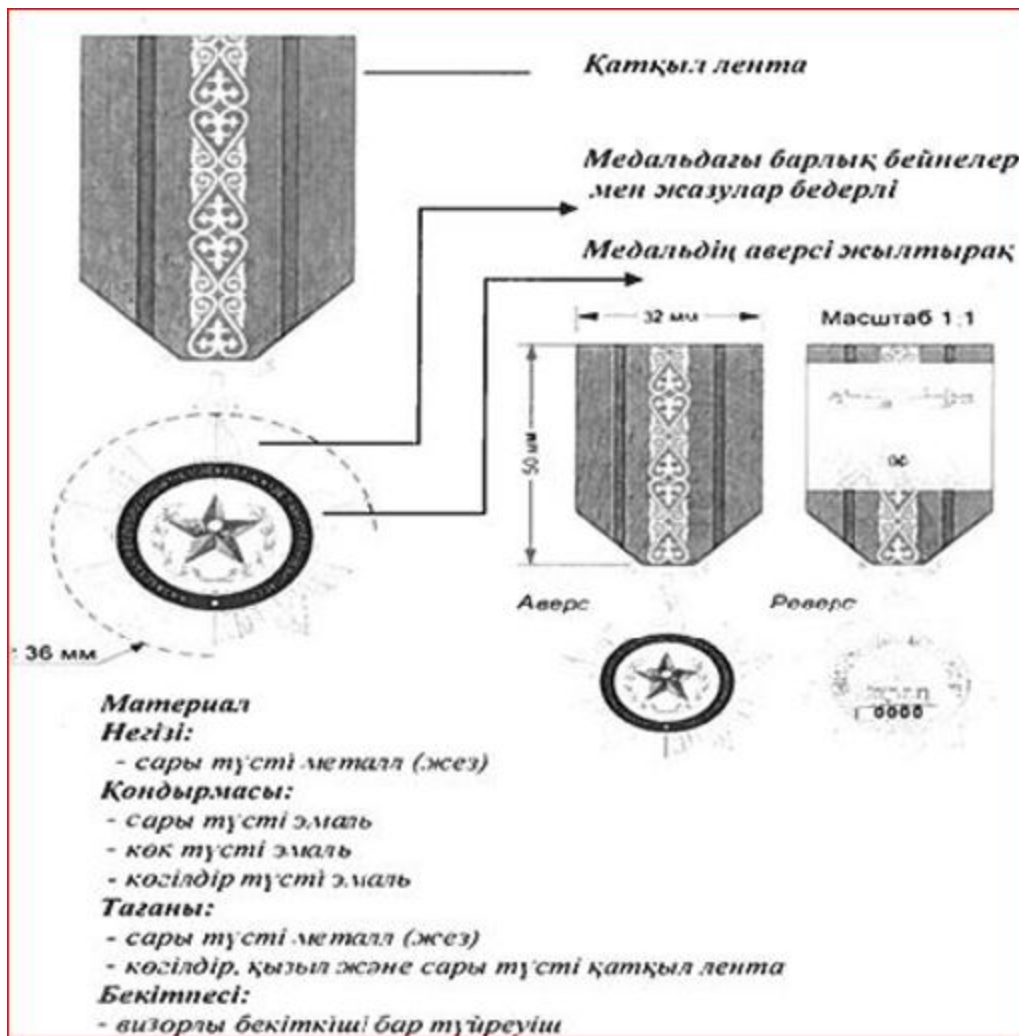 Қатқыл лента
Медальдағы барлық бейнелер
мен жазулар бедерлі
Медальдің аверсі жылтырақ
32 мм
Масштаб 1:1
50 мм
Аверс
Реверс
0000
36 мм
Материал
Негізі:
- сары түсті металл (жез)
Қондырмасы:
- сары түсті эмаль
- көк түсті эмаль
- көгілдір түсті эмаль
Тағаны:
- сары түсті металл (жез)
- көгілдір, қызыл және сары түсті қатқыл лента
Бекітпесі:
- визорлы бекіткіші бар түйреуіш